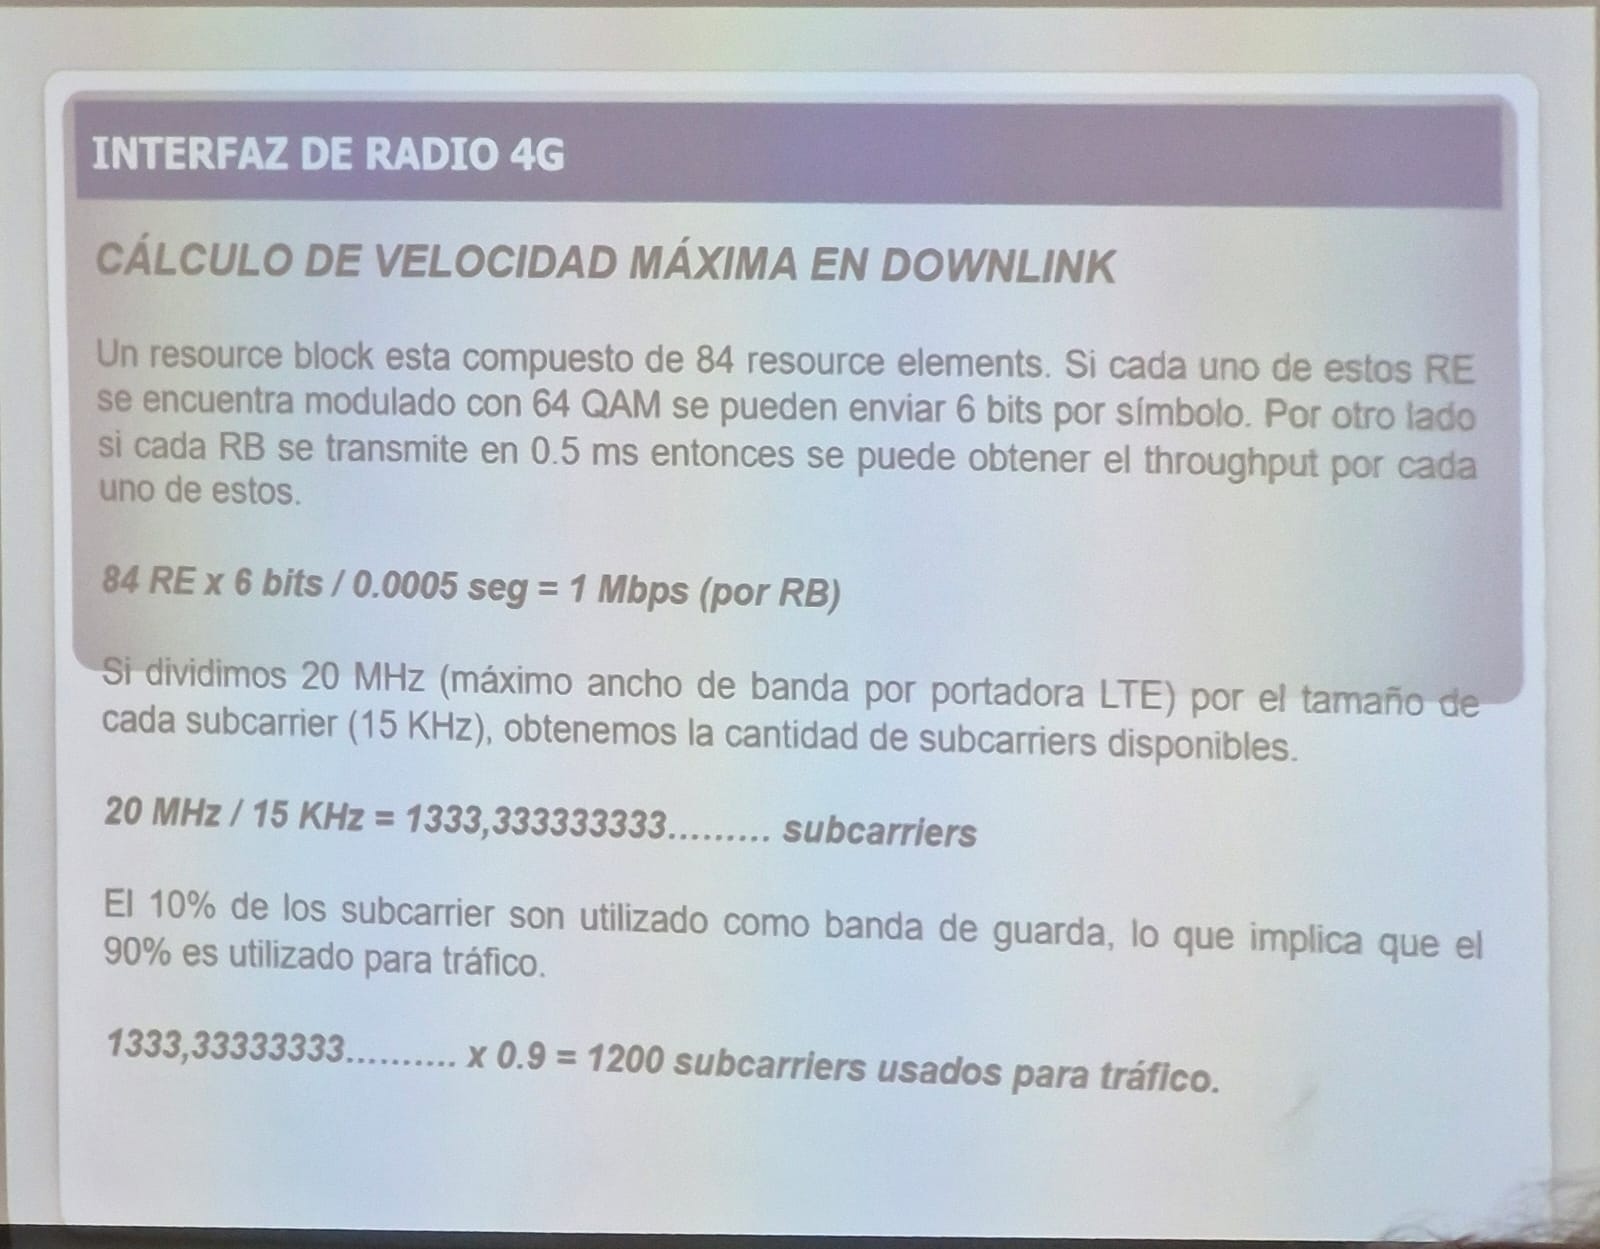 INTERFAZ DE RADIO 4G
CÁLCULO DE VELOCIDAD MÁXIMA EN DOWNLINK
Un resource block esta compuesto de 84 resource elements. Si cada uno de estos RE
se encuentra modulado con 64 QAM se pueden enviar 6 bits por símbolo. Por otro lado
si cada RB se transmite en 0.5 ms entonces se puede obtener el throughput por cada
uno de estos.
84 RE x 6 bits / 0.0005 seg = 1 Mbps (por RB)
Si dividimos 20 MHz (máximo ancho de banda por portadora LTE) por el tamaño de
cada subcarrier (15 KHz), obtenemos la cantidad de subcarriers disponibles.
20 MHz / 15 KHz = 1333,333333333......... subcarriers
El 10% de los subcarrier son utilizado como banda de guarda, lo que implica que el
90% es utilizado para tráfico.
1333,33333333.......... x 0.9 = 1200 subcarriers usados para tráfico.